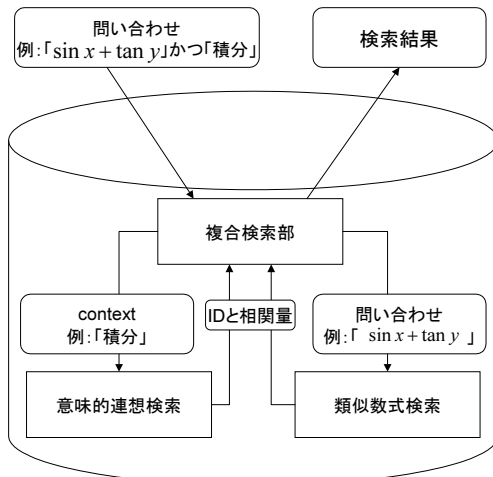 問い合わせ
例:「sin x + tan y」かつ「積分」
検索結果
複合検索部
context
例:「積分」
IDと相関量
問い合わせ
例:「 sin x + tan y 」
意味的連想検索
類似数式検索